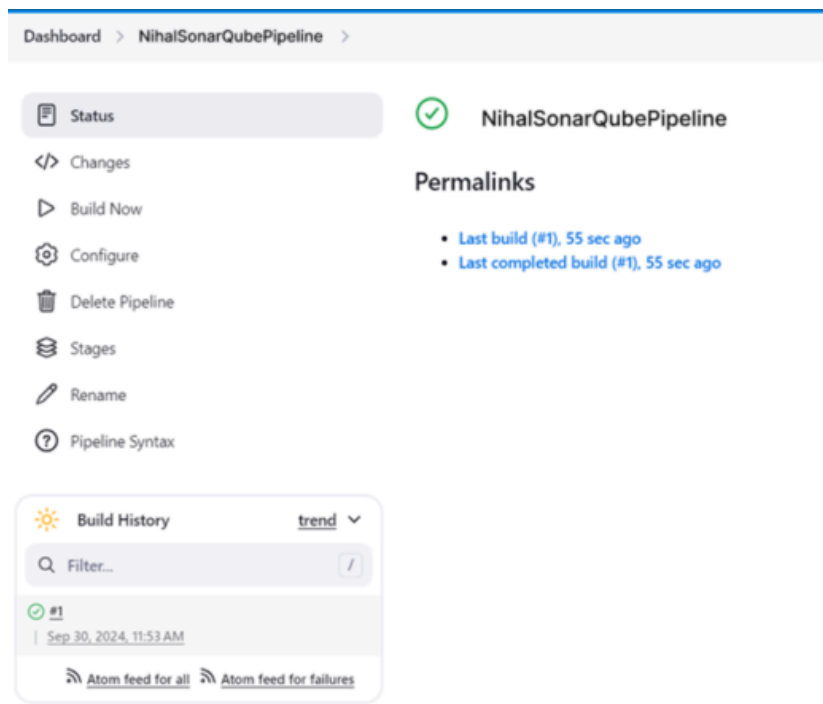 Dashboard > NihalSonarQubePipeline >
Status
Changes
Build Now
Configure
Delete Pipeline
Stages
Rename
Pipeline Syntax
NihalSonarQubePipeline
Permalinks
• Last build (#1), 55 sec ago
• Last completed build (#1), 55 sec ago
Build History trend
Filter... /
#1
Sep 30, 2024, 11:53 AM
Atom feed for all Atom feed for failures